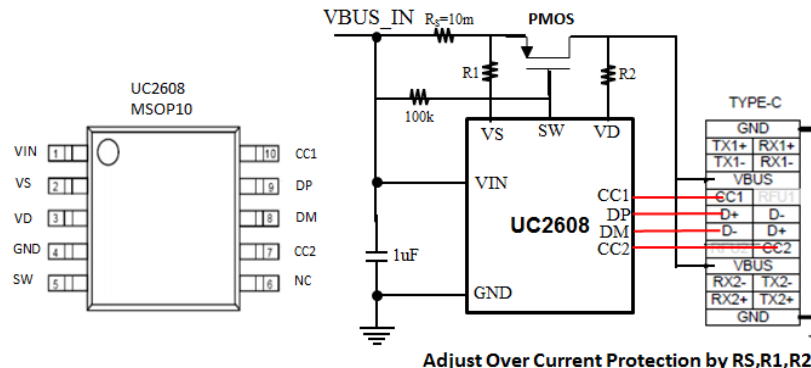 UC2608
MSOP10
VIN 1 10 CC1
VS 2 9 DP
VD 3 8 DM
GND 4 7 CC2
SW 5 6 NC
VBUS_IN
RS=10m
PMOS
R1
R2
100k
VS SW VD
VIN
CC1
DP
UC2608
DM
CC2
1uF
GND
TYPE-C
GND
TX1+ RX1+
TX1- RX1-
VBUS
CC1 RFU1
D+ D-
D- D+
CC2
VBUS
RX2- TX2-
RX2+ TX2+
GND
Adjust Over Current Protection by RS,R1,R2